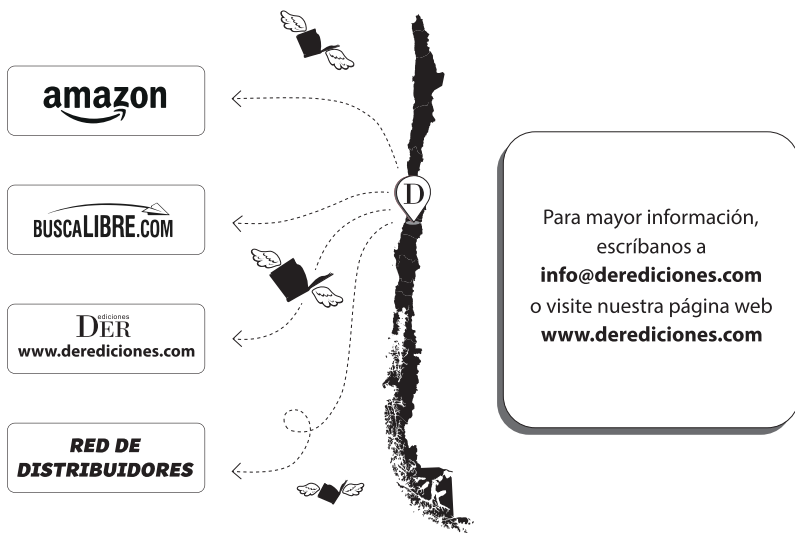 amazon
BUSCALIBRE.COM
ediciones
DER
www.derediciones.com
RED DE
DISTRIBUIDORES
D
Para mayor información,
escríbanos a
info@derediciones.com
o visite nuestra página web
www.derediciones.com